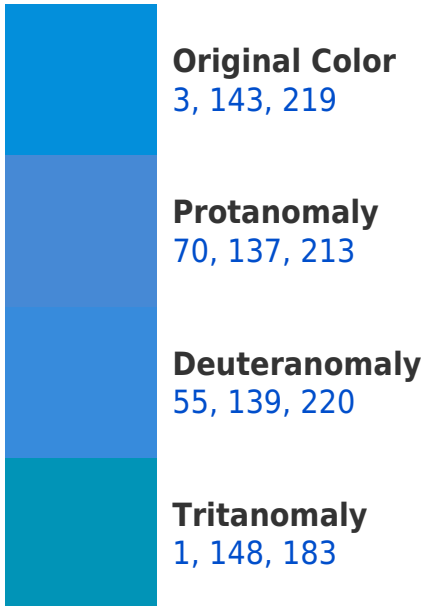 Original Color
3, 143, 219
Protanomaly
70, 137, 213
Deuteranomaly
55, 139, 220
Tritanomaly
1, 148, 183